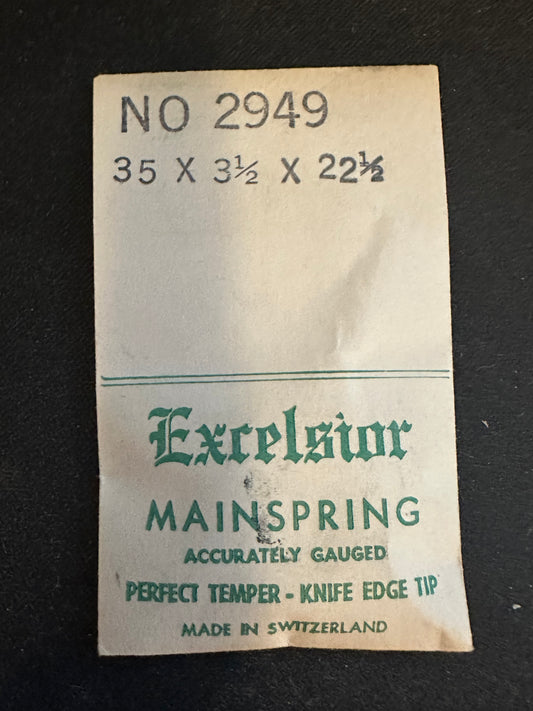 NO 2949
35 X 3½ X 22½
Excelsior
MAINSPRING
ACCURATELY GAUGED
PERFECT TEMPER - KNIFE EDGE TIP
MADE IN SWITZERLAND